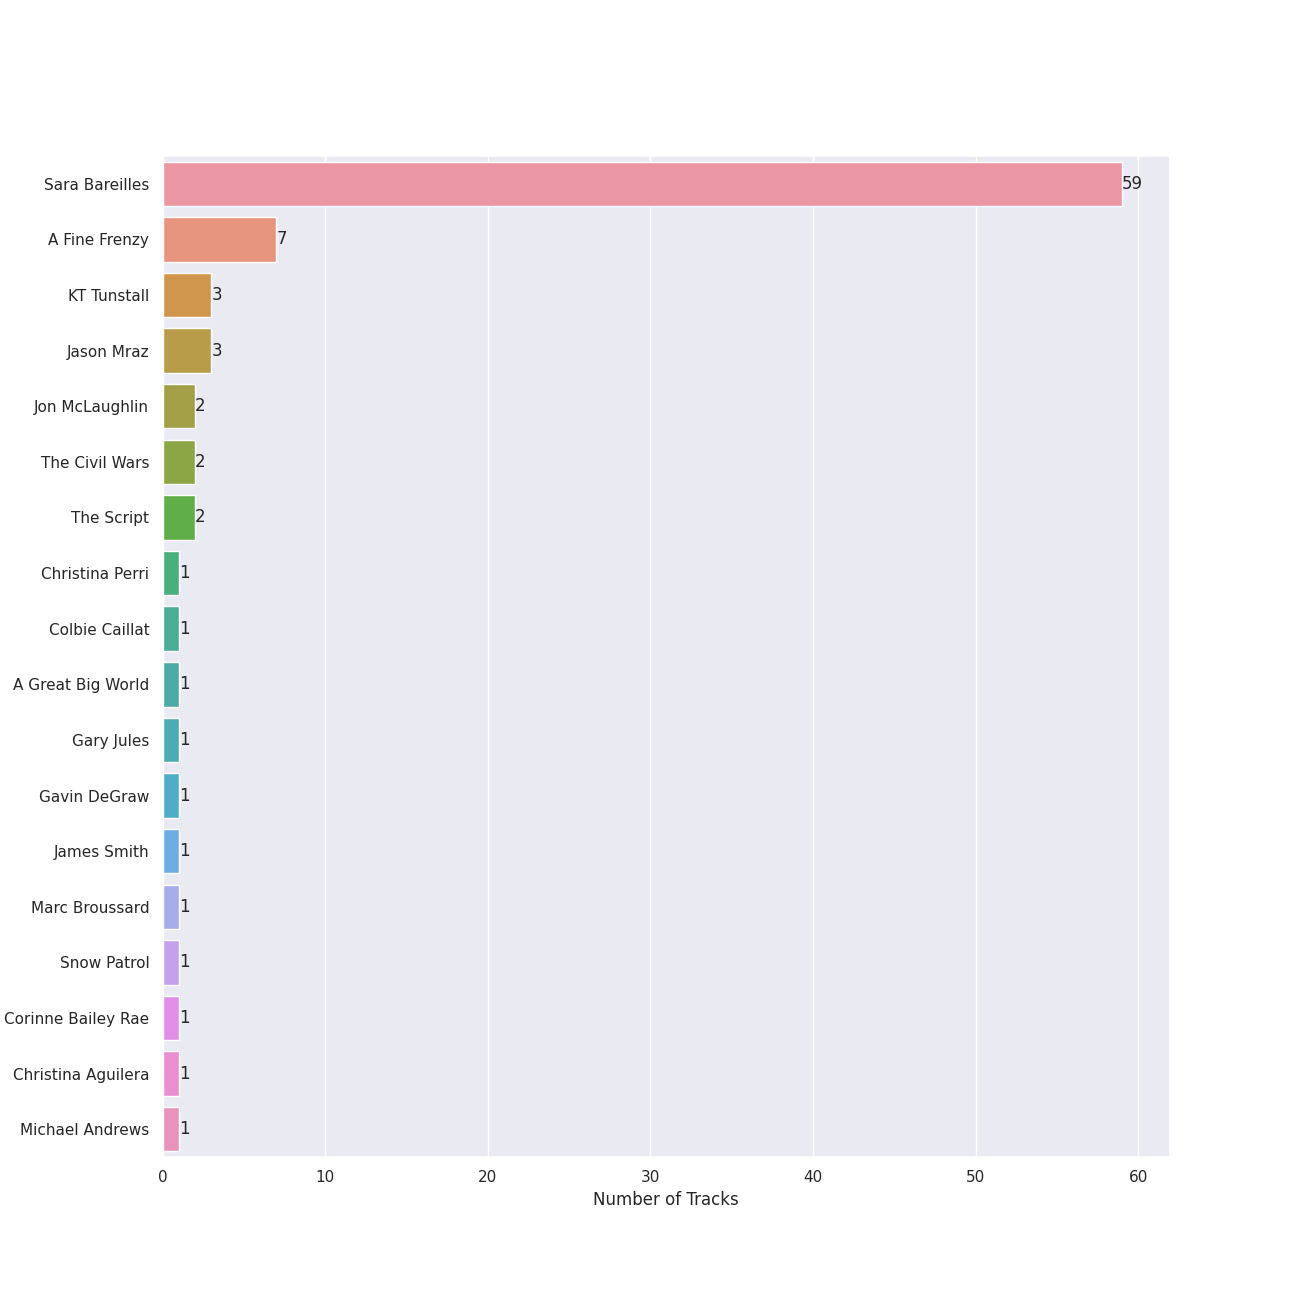 Sara Bareilles 59
A Fine Frenzy 7
KT Tunstall 3
Jason Mraz 3
Jon McLaughlin 2
The Civil Wars 2
The Script 2
Christina Perri 1
Colbie Caillat 1
A Great Big World 1
Gary Jules 1
Gavin DeGraw 1
James Smith 1
Marc Broussard 1
Snow Patrol 1
Corinne Bailey Rae 1
Christina Aguilera 1
Michael Andrews 1
0 10 20 30 40 50 60
Number of Tracks